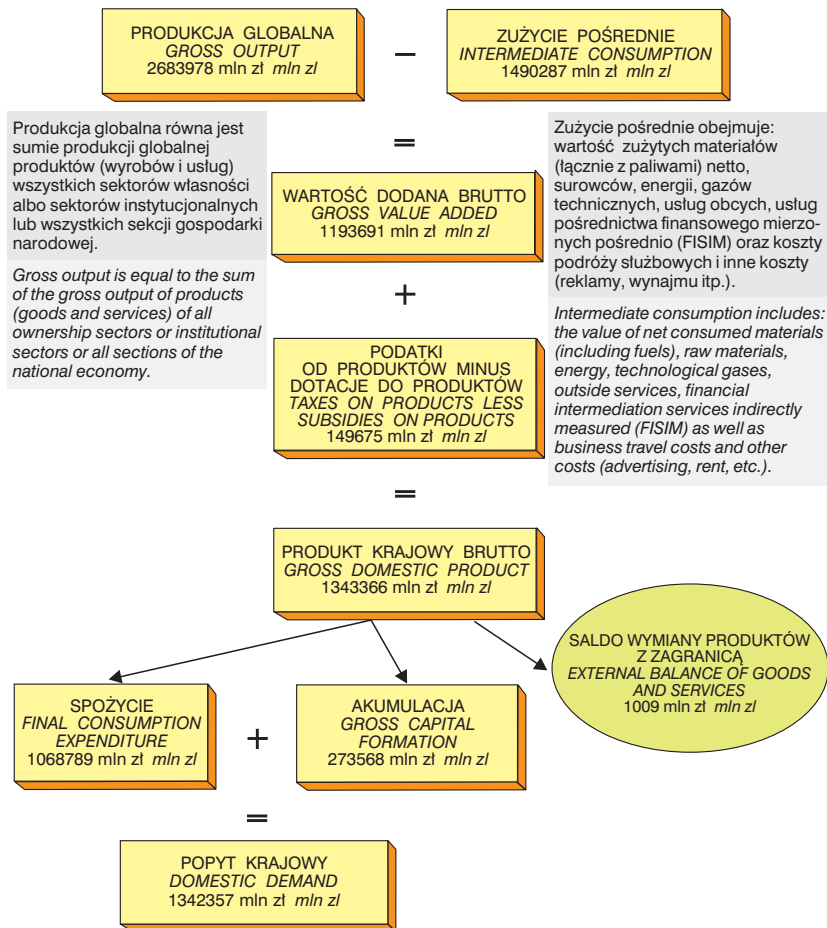 PRODUKCJA GLOBALNA
GROSS OUTPUT
2683978 mln zł mln zl
–
ZUŻYCIE POŚREDNIE
INTERMEDIATE CONSUMPTION
1490287 mln zł mln zl
Produkcja globalna równa jest
sumie produkcji globalnej
produktów (wyrobów i usług)
wszystkich sektorów własności
albo sektorów instytucjonalnych
lub wszystkich sekcji gospodarki
narodowej.
Gross output is equal to the sum
of the gross output of products
(goods and services) of all
ownership sectors or institutional
sectors or all sections of the
national economy.
=
WARTOŚĆ DODANA BRUTTO
GROSS VALUE ADDED
1193691 mln zł mln zl
+
PODATKI
OD PRODUKTÓW MINUS
DOTACJE DO PRODUKTÓW
TAXES ON PRODUCTS LESS
SUBSIDIES ON PRODUCTS
149675 mln zł mln zl
Zużycie pośrednie obejmuje:
wartość zużytych materiałów
(łącznie z paliwami) netto,
surowców, energii, gazów
technicznych, usług obcych, usług
pośrednictwa finansowego mierzo-
nych pośrednio (FISIM) oraz koszty
podróży służbowych i inne koszty
(reklamy, wynajmu itp.).
Intermediate consumption includes:
the value of net consumed materials
(including fuels), raw materials,
energy, technological gases,
outside services, financial
intermediation services indirectly
measured (FISIM) as well as
business travel costs and other
costs (advertising, rent, etc.).
=
PRODUKT KRAJOWY BRUTTO
GROSS DOMESTIC PRODUCT
1343366 mln zł mln zl
SALDO WYMIANY PRODUKTÓW
Z ZAGRANICĄ
EXTERNAL BALANCE OF GOODS
AND SERVICES
1009 mln zł mln zl
SPOŻYCIE
FINAL CONSUMPTION
EXPENDITURE
1068789 mln zł mln zl
+
AKUMULACJA
GROSS CAPITAL
FORMATION
273568 mln zł mln zl
=
POPYT KRAJOWY
DOMESTIC DEMAND
1342357 mln zł mln zl